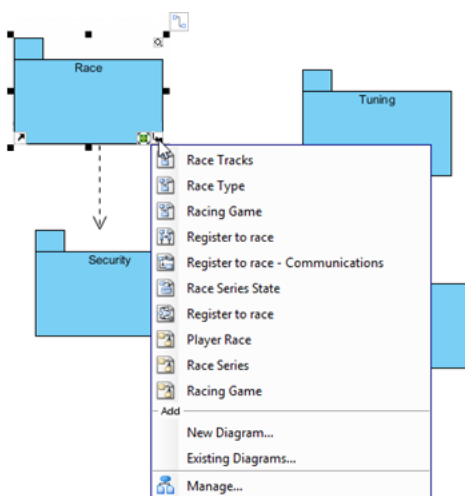 Race
Tuning
Security
Race Tracks
Race Type
Racing Game
Register to race
Register to race - Communications
Race Series State
Register to race
Player Race
Race Series
Racing Game
Add
New Diagram...
Existing Diagrams...
Manage...